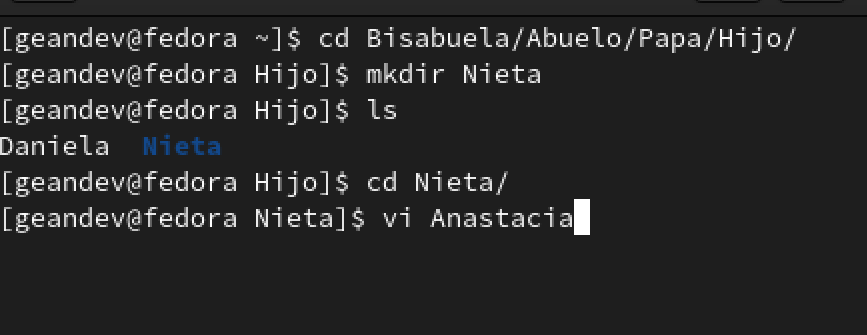 [geandev@fedora ~]$ cd Bisabuela/Abuelo/Papa/Hijo/
[geandev@fedora Hijo]$ mkdir Nieta
[geandev@fedora Hijo]$ ls
Daniela  Nieta
[geandev@fedora Hijo]$ cd Nieta/
[geandev@fedora Nieta]$ vi Anastacia